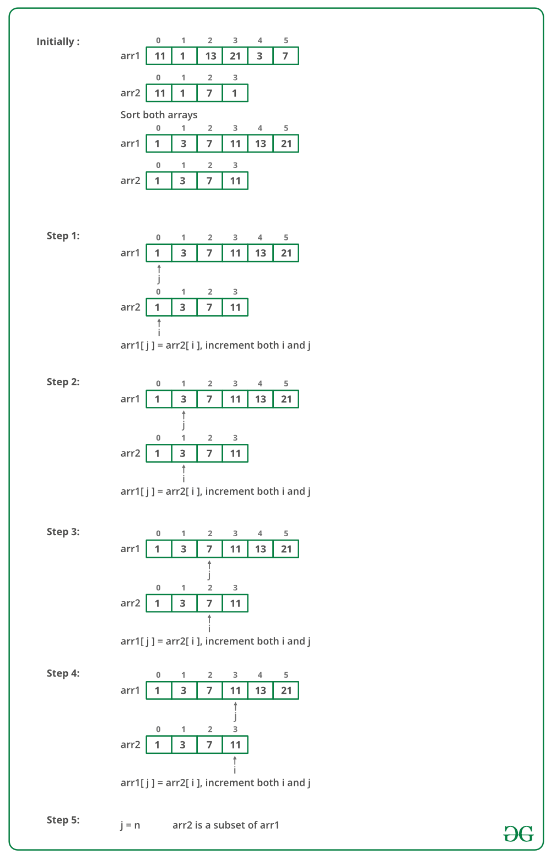 Initially :
0 1 2 3 4 5
arr1 11 1 13 21 3 7
0 1 2 3
arr2 11 1 7 1
Sort both arrays
0 1 2 3 4 5
arr1 1 3 7 11 13 21
0 1 2 3
arr2 1 3 7 11
Step 1:
0 1 2 3 4 5
arr1 1 3 7 11 13 21
j
0 1 2 3
arr2 1 3 7 11
i
arr1[ j ] = arr2[ i ], increment both i and j
Step 2:
0 1 2 3 4 5
arr1 1 3 7 11 13 21
j
0 1 2 3
arr2 1 3 7 11
i
arr1[ j ] = arr2[ i ], increment both i and j
Step 3:
0 1 2 3 4 5
arr1 1 3 7 11 13 21
j
0 1 2 3
arr2 1 3 7 11
i
arr1[ j ] = arr2[ i ], increment both i and j
Step 4:
0 1 2 3 4 5
arr1 1 3 7 11 13 21
j
0 1 2 3
arr2 1 3 7 11
i
arr1[ j ] = arr2[ i ], increment both i and j
Step 5:
j = n arr2 is a subset of arr1